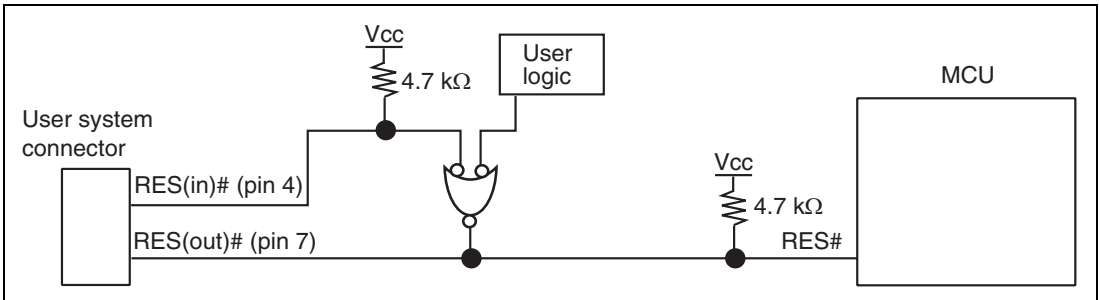 Vcc
4.7 kΩ
User
logic
MCU
User system
connector
RES(in)# (pin 4)
RES(out)# (pin 7)
Vcc
4.7 kΩ
RES#